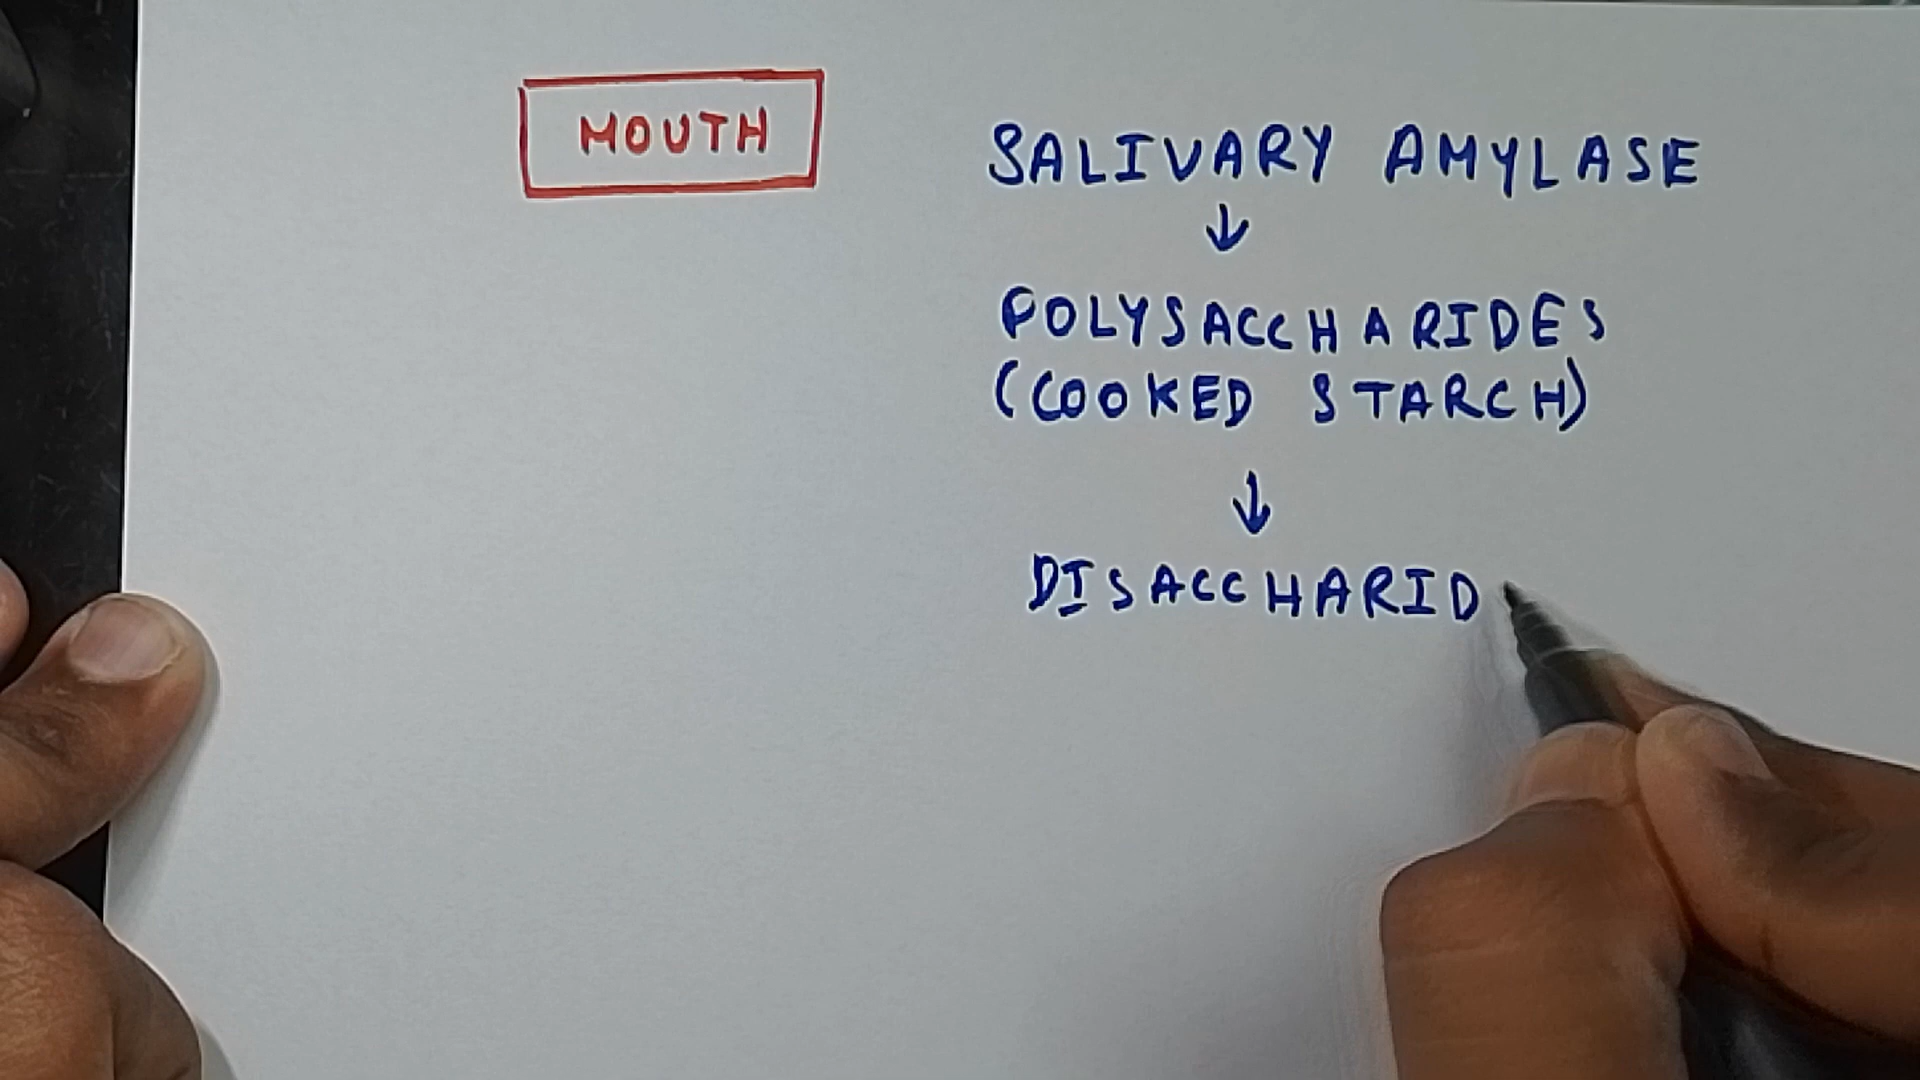 MOUTH
SALIVARY AMYLASE
↓
POLYSACCHARIDES
(COOKED STARCH)
↓
DISACCHARID